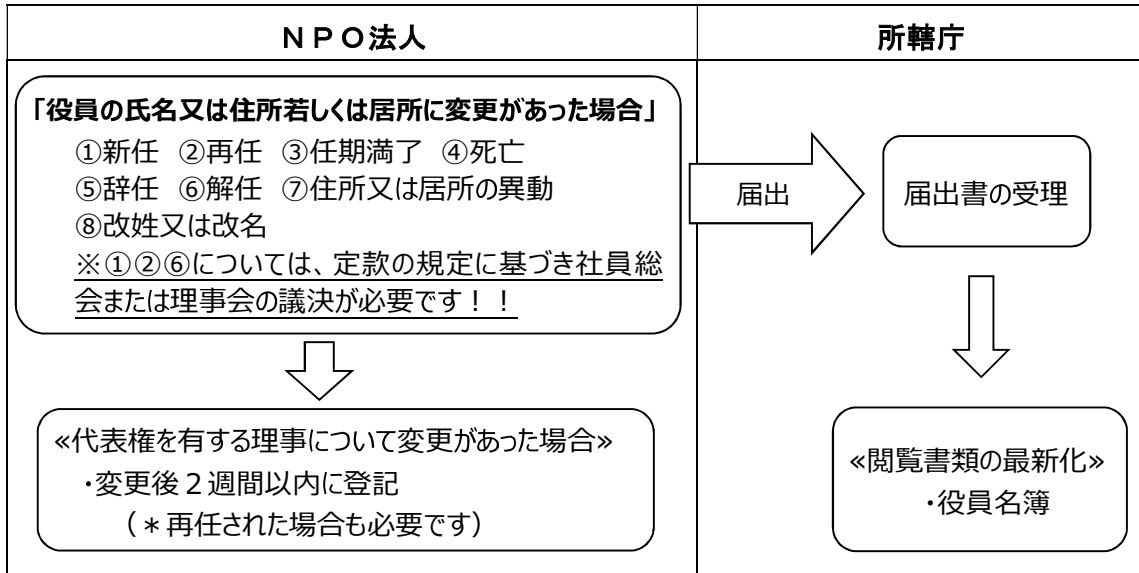 ＮＰＯ法人
所轄庁
「役員の氏名又は住所若しくは居所に変更があった場合」
①新任 ②再任 ③任期満了 ④死亡
⑤辞任 ⑥解任 ⑦住所又は居所の異動
⑧改姓又は改名
※①②⑥については、定款の規定に基づき社員総
会または理事会の議決が必要です！！
届出
届出書の受理
≪代表権を有する理事について変更があった場合≫
・変更後２週間以内に登記
（＊再任された場合も必要です）
≪閲覧書類の最新化≫
・役員名簿